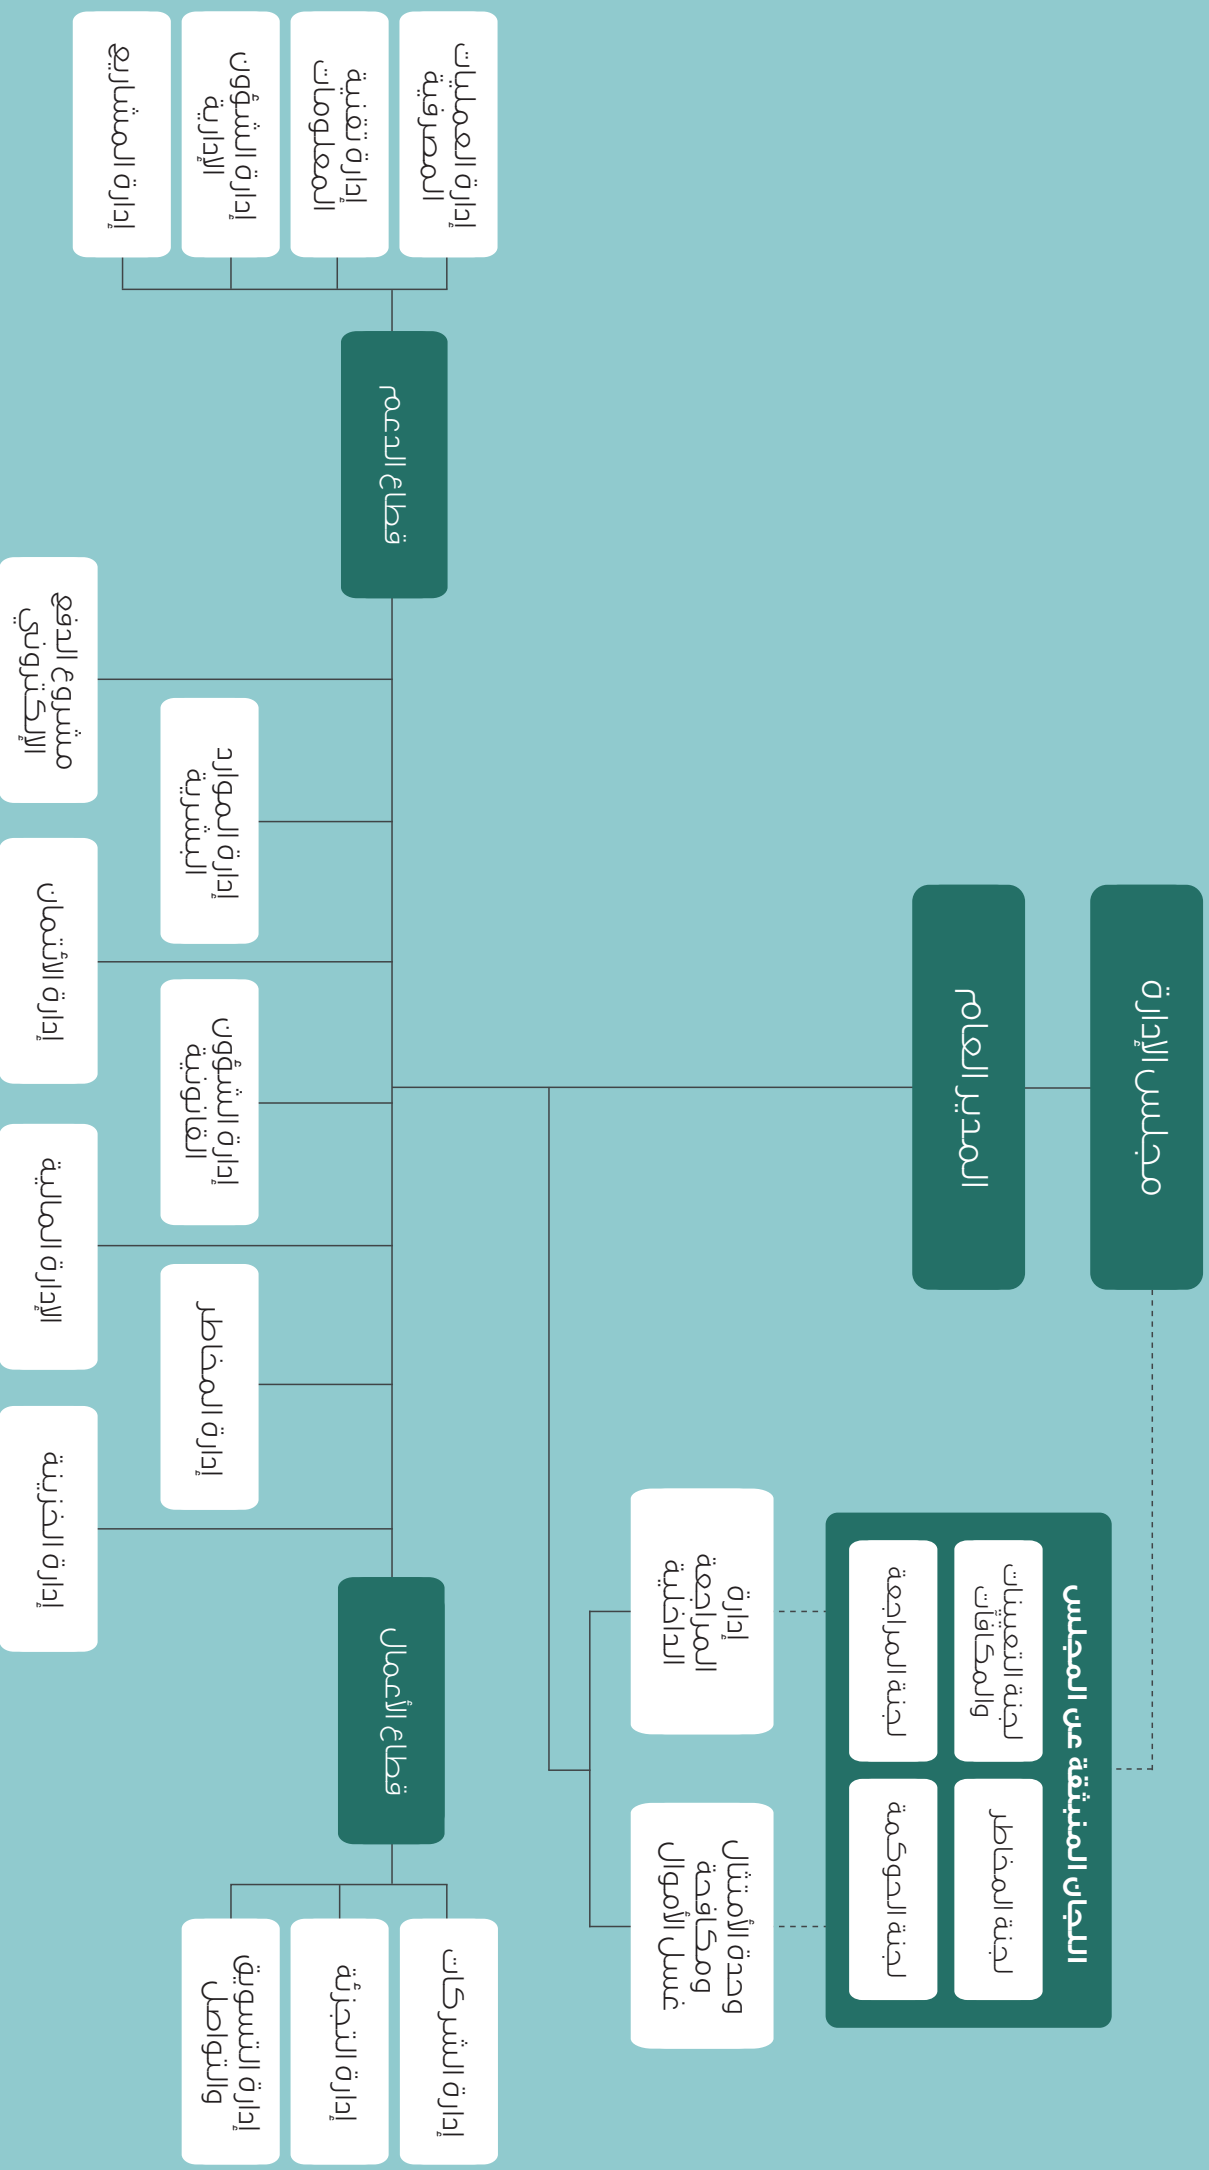 مجلس الإدارة
المدير العام
اللجان المنبثقة عن المجلس
لجنة المخاطر
لجنة التعيينات
والمكافآت
لجنة الحوكمة
لجنة المراجعة
وحدة الأمتثال
ومكافحة
غسل الأموال
إدارة
المراجعة
الداخلية
قطاع الأعمال
إدارة الشركات
إدارة التجزئة
إدارة التسويق
والتواصل
قطاع الدعم
إدارة العمليات
المصرفية
إدارة تقنية
المعلومات
إدارة الشؤون
الإدارية
إدارة المشاريع
إدارة المخاطر
إدارة الشؤون
القانونية
إدارة الموارد
البشرية
إدارة الخزينة
الإدارة المالية
إدارة الأئتمان
مشروع الدفع
الإلكتروني